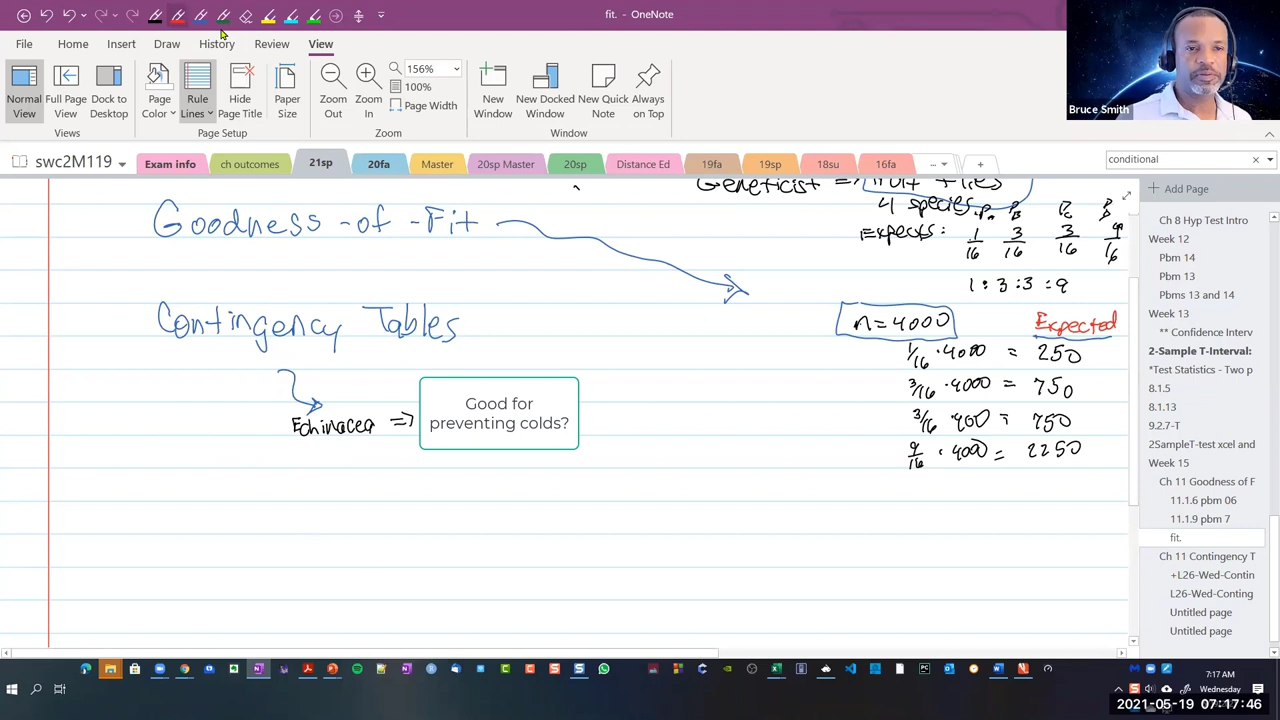 fit. - OneNote
File Home Insert Draw History Review View
Normal View
Full Page View
Dock to Desktop
Views
Page Color
Rule Lines
Hide Page Title
Paper Size
Page Setup
Zoom Out
Zoom In
156%
100%
Page Width
Zoom
New Window
New Docked Window
New Quick Note
Always on Top
Window
Bruce Smith
swc2M119
Exam info
ch outcomes
21sp
20fa
Master
20sp Master
20sp
Distance Ed
19fa
19sp
18su
16fa
conditional
Geneticist => fruit flies
4 species
Expects:
1/16 3/16 3/16 9/16
1:3:3:9
Goodness-of-Fit
Contingency Tables
Echinacea =>
Good for
preventing colds?
n=4000
Expected
1/16 · 4000 = 250
3/16 · 4000 = 750
3/16 · 400 = 750
9/16 · 4000 = 2250
Add Page
Ch 8 Hyp Test Intro
Week 12
Pbm 14
Pbm 13
Pbms 13 and 14
Week 13
** Confidence Interv
2-Sample T-Interval:
*Test Statistics - Two p
8.1.5
8.1.13
9.2.7-T
2SampleT-test xcel and
Week 15
Ch 11 Goodness of F
11.1.6 pbm 06
11.1.9 pbm 7
fit.
Ch 11 Contingency T
+L26-Wed-Contin
L26-Wed-Conting
Untitled page
Untitled page
7:17 AM
Wednesday
2021-05-19 07:17:46